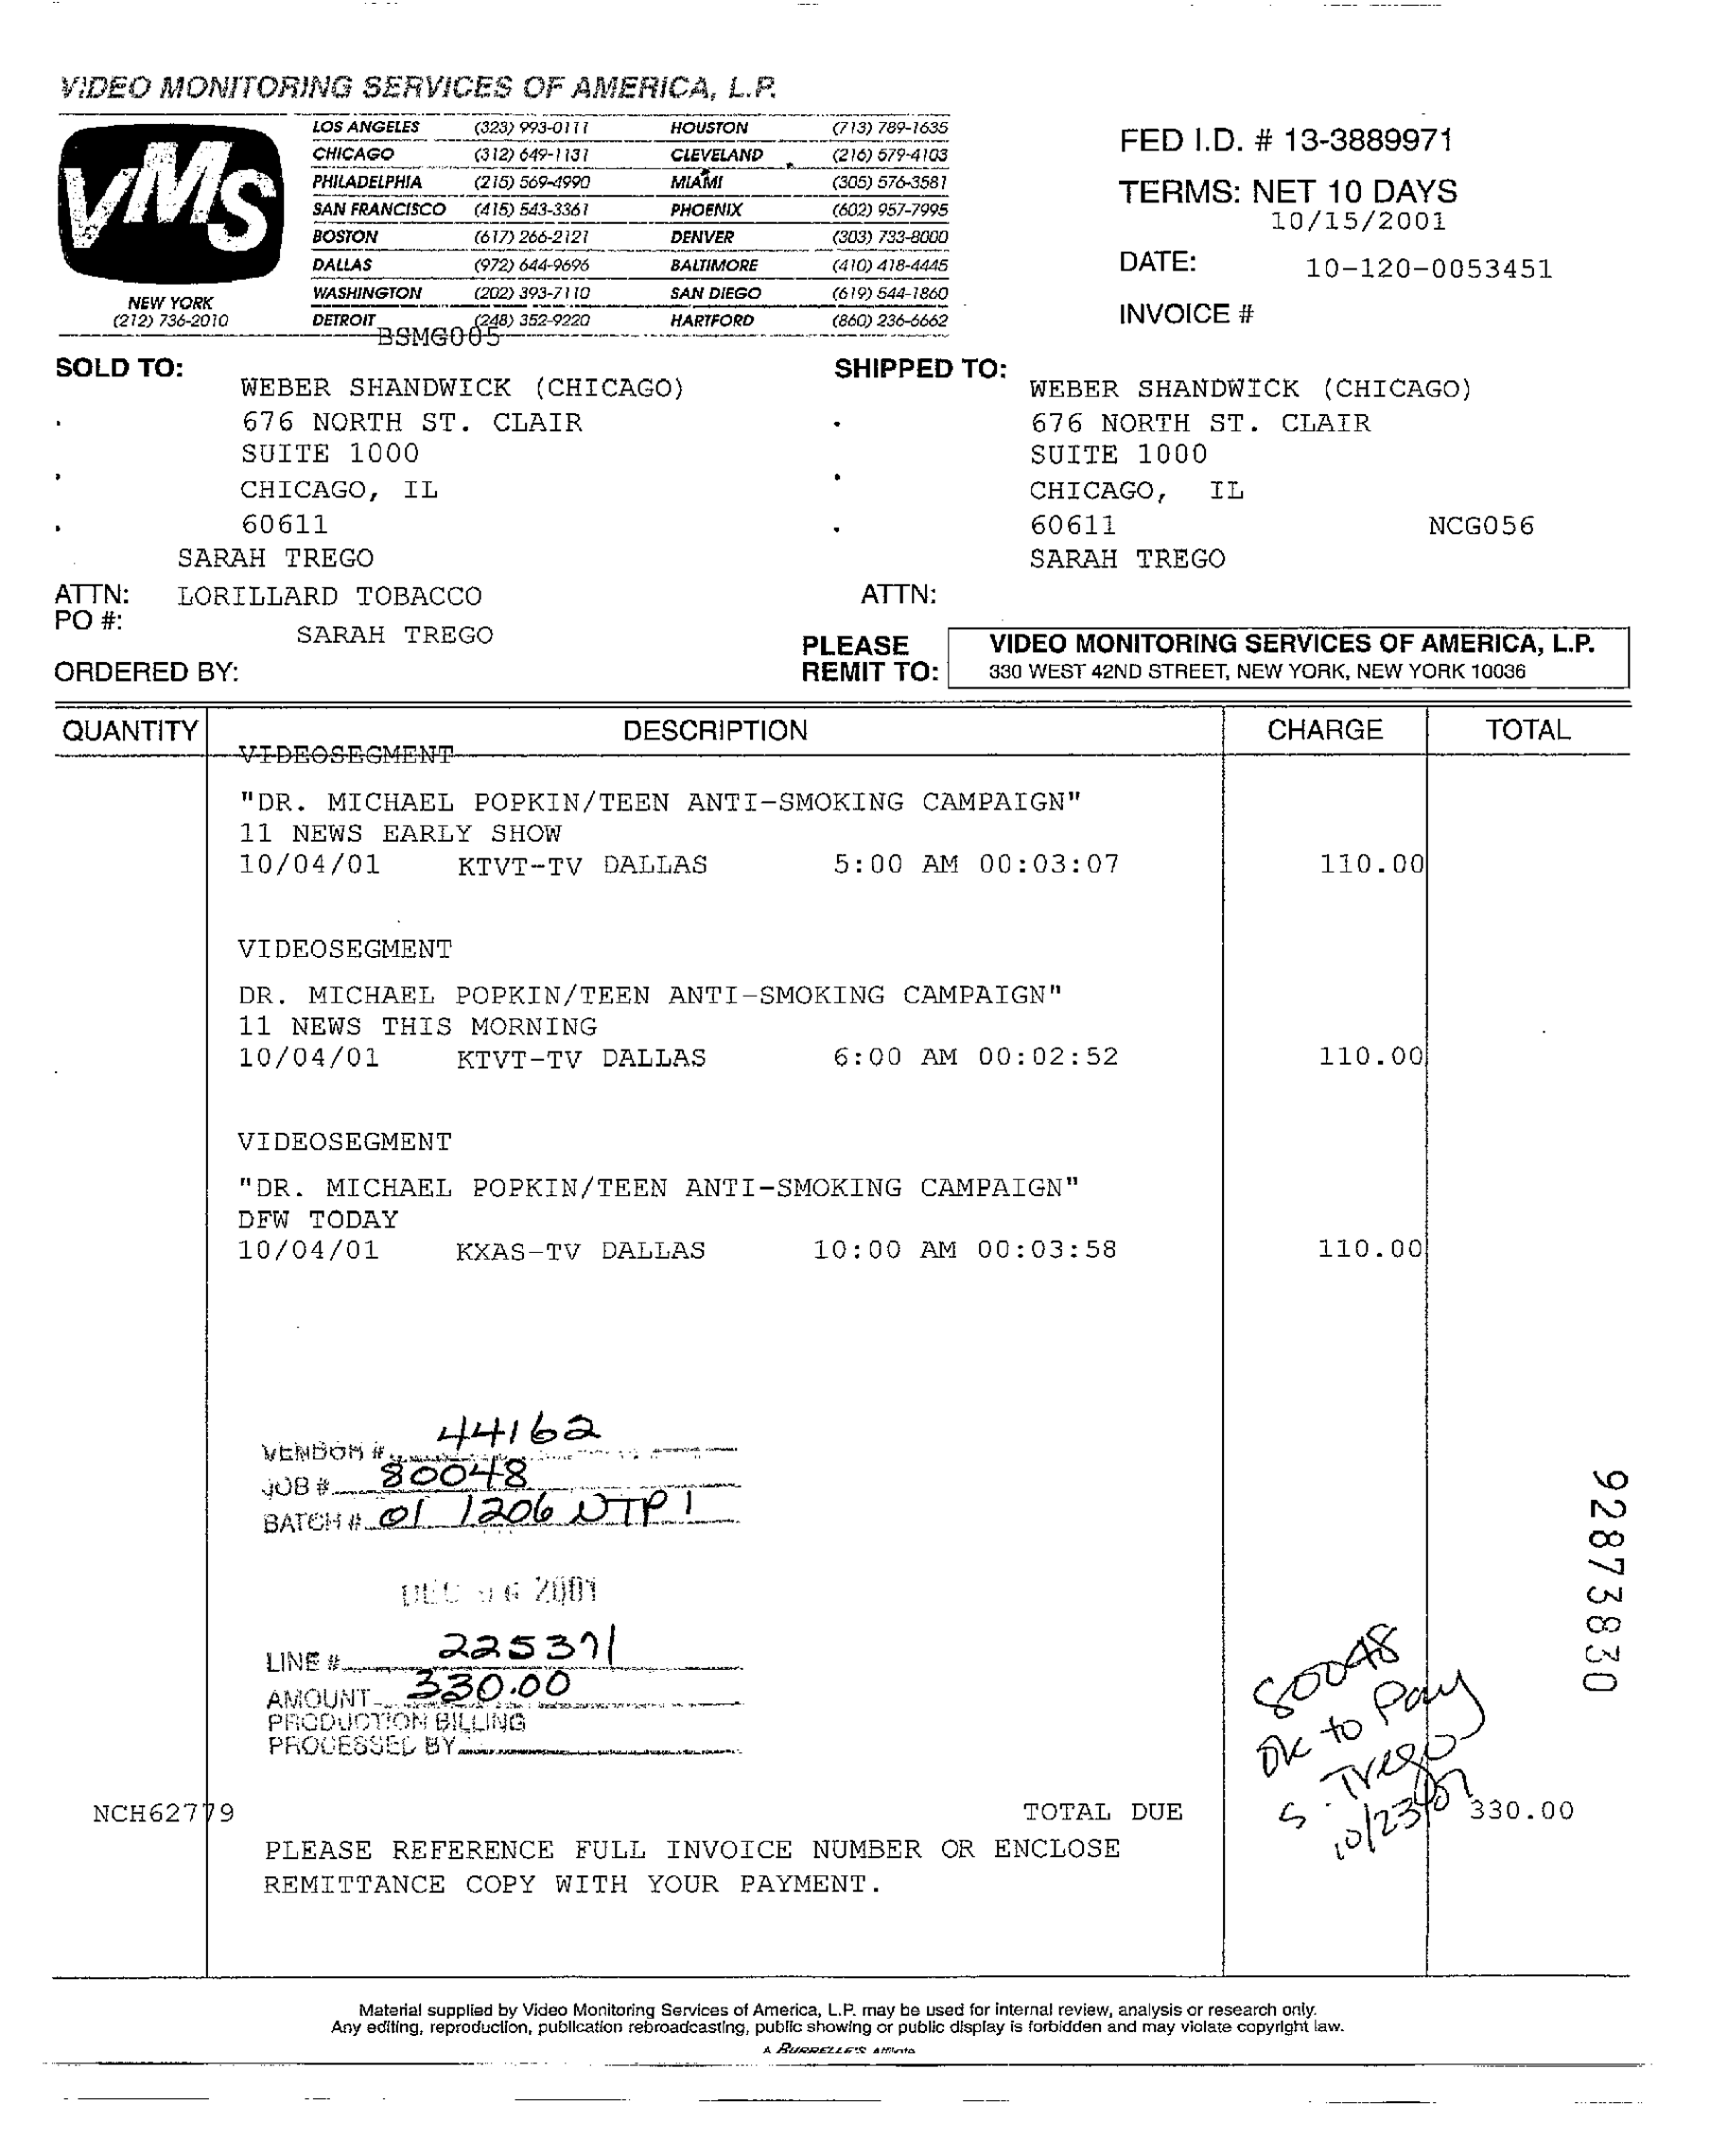 VIDEO MONITORING SERVICES OF AMERICA, L.P.
VMS
NEW YORK
(212) 736-2010
LOS ANGELES (323) 993-0111 HOUSTON (713) 789-1635
CHICAGO (312) 649-1131 CLEVELAND (216) 579-4103
PHILADELPHIA (215) 569-4990 MIAMI (305) 576-3581
SAN FRANCISCO (415) 543-3361 PHOENIX (602) 957-7995
BOSTON (617) 266-2121 DENVER (303) 733-8000
DALLAS (972) 644-9696 BALTIMORE (410) 418-4445
WASHINGTON (202) 393-7110 SAN DIEGO (619) 544-1860
DETROIT (248) 352-9220 HARTFORD (860) 236-6662
BSMG005
FED I.D. # 13-3889971
TERMS: NET 10 DAYS
10/15/2001
DATE:
10-120-0053451
INVOICE #
SOLD TO:
WEBER SHANDWICK (CHICAGO)
676 NORTH ST. CLAIR
SUITE 1000
CHICAGO, IL
60611
SARAH TREGO
ATTN: LORILLARD TOBACCO
PO #:
SARAH TREGO
ORDERED BY:
SHIPPED TO:
WEBER SHANDWICK (CHICAGO)
676 NORTH ST. CLAIR
SUITE 1000
CHICAGO, IL
60611 NCG056
SARAH TREGO
ATTN:
PLEASE REMIT TO:
VIDEO MONITORING SERVICES OF AMERICA, L.P.
330 WEST 42ND STREET, NEW YORK, NEW YORK 10036
QUANTITY DESCRIPTION CHARGE TOTAL
VIDEOSEGMENT
"DR. MICHAEL POPKIN/TEEN ANTI-SMOKING CAMPAIGN"
11 NEWS EARLY SHOW
10/04/01 KTVT-TV DALLAS 5:00 AM 00:03:07 110.00
VIDEOSEGMENT
DR. MICHAEL POPKIN/TEEN ANTI-SMOKING CAMPAIGN"
11 NEWS THIS MORNING
10/04/01 KTVT-TV DALLAS 6:00 AM 00:02:52 110.00
VIDEOSEGMENT
"DR. MICHAEL POPKIN/TEEN ANTI-SMOKING CAMPAIGN"
DFW TODAY
10/04/01 KXAS-TV DALLAS 10:00 AM 00:03:58 110.00
VENDOR # 44162
JOB # 80048
BATCH # 01 1206 NTP1
DEC 06 2001
LINE # 225371
AMOUNT 330.00
PRODUCTION BILLING
PROCESSED BY
92873830
80048
OK to Pay
S. Trego
10/23/01
NCH62779 TOTAL DUE 330.00
PLEASE REFERENCE FULL INVOICE NUMBER OR ENCLOSE
REMITTANCE COPY WITH YOUR PAYMENT.
Material supplied by Video Monitoring Services of America, L.P. may be used for internal review, analysis or research only.
Any editing, reproduction, publication rebroadcasting, public showing or public display is forbidden and may violate copyright law.
A BURRELLE'S Affiliate